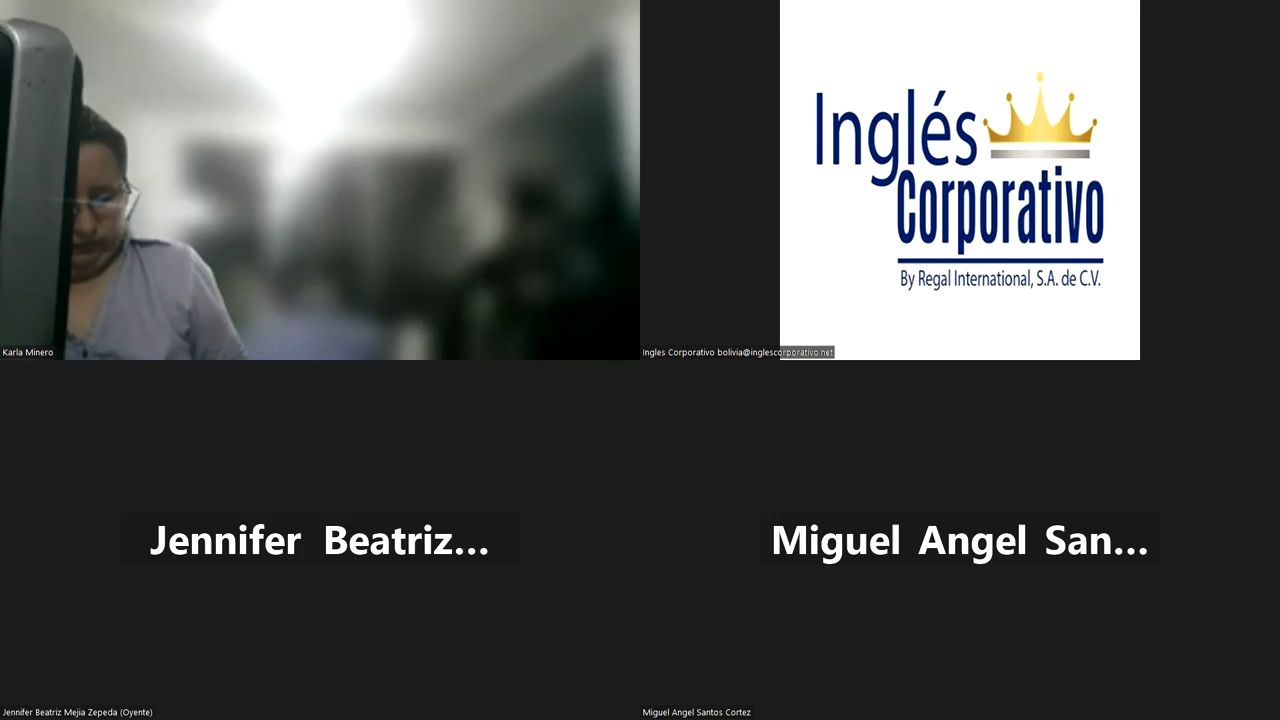 Inglés
Corporativo
By Regal International, S.A. de C.V.
Karla Minero
Ingles Corporativo bolivia@inglescorporativo.net
Jennifer Beatriz...
Miguel Angel San...
Jennifer Beatriz Mejia Zepeda (Oyente)
Miguel Angel Santos Cortez